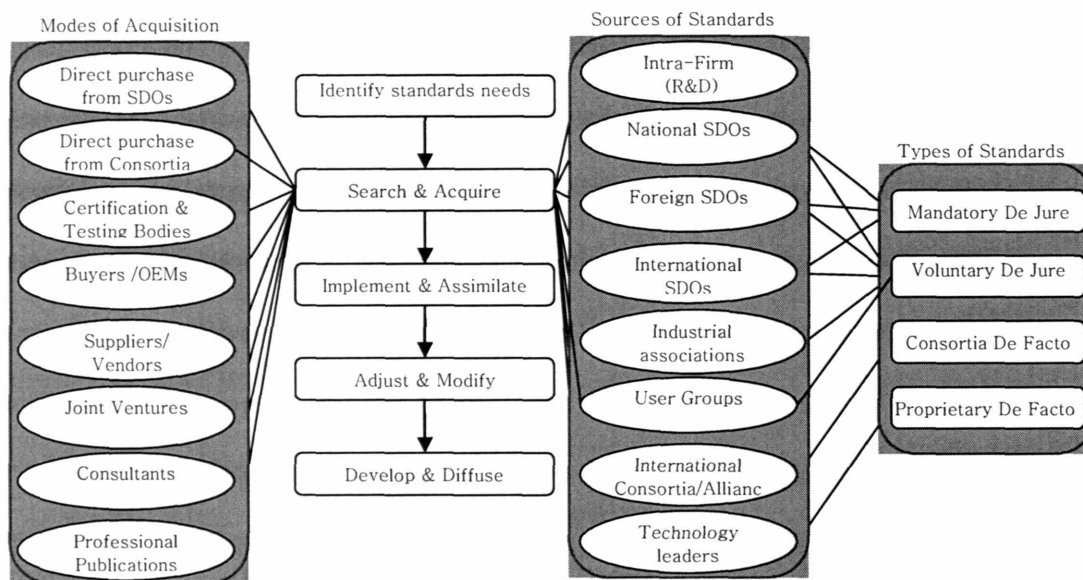 Modes of Acquisition
Direct purchase
from SDOs
Direct purchase
from Consortia
Certification &
Testing Bodies
Buyers /OEMs
Suppliers/
Vendors
Joint Ventures
Consultants
Professional
Publications
Identify standards needs
Search & Acquire
Implement & Assimilate
Adjust & Modify
Develop & Diffuse
Sources of Standards
Intra-Firm
(R&D)
National SDOs
Foreign SDOs
International
SDOs
Industrial
associations
User Groups
International
Consortia/Allianc
Technology
leaders
Types of Standards
Mandatory De Jure
Voluntary De Jure
Consortia De Facto
Proprietary De Facto